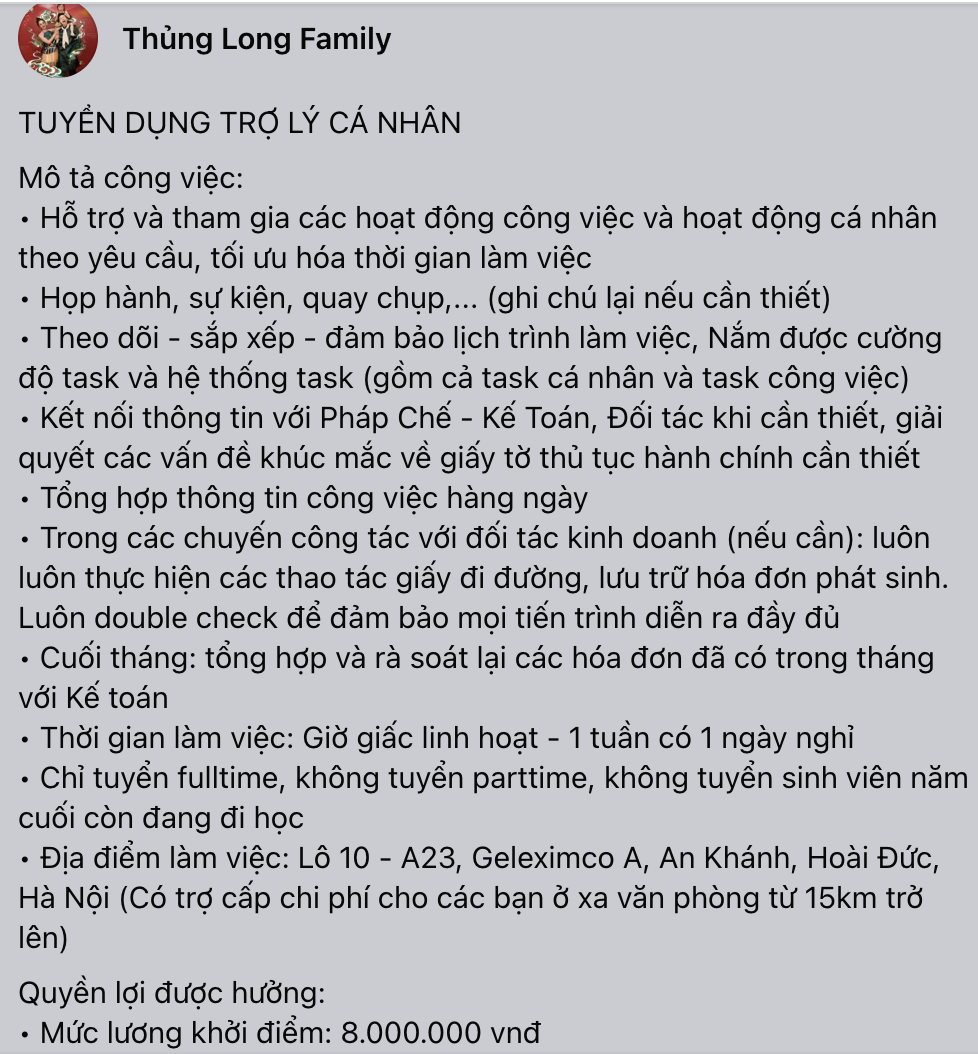 Thủng Long Family
TUYỂN DỤNG TRỢ LÝ CÁ NHÂN
Mô tả công việc:
• Hỗ trợ và tham gia các hoạt động công việc và hoạt động cá nhân
theo yêu cầu, tối ưu hóa thời gian làm việc
• Họp hành, sự kiện, quay chụp,... (ghi chú lại nếu cần thiết)
• Theo dõi - sắp xếp - đảm bảo lịch trình làm việc, Nắm được cường
độ task và hệ thống task (gồm cả task cá nhân và task công việc)
• Kết nối thông tin với Pháp Chế - Kế Toán, Đối tác khi cần thiết, giải
quyết các vấn đề khúc mắc về giấy tờ thủ tục hành chính cần thiết
• Tổng hợp thông tin công việc hàng ngày
• Trong các chuyến công tác với đối tác kinh doanh (nếu cần): luôn
luôn thực hiện các thao tác giấy đi đường, lưu trữ hóa đơn phát sinh.
Luôn double check để đảm bảo mọi tiến trình diễn ra đầy đủ
• Cuối tháng: tổng hợp và rà soát lại các hóa đơn đã có trong tháng
với Kế toán
• Thời gian làm việc: Giờ giấc linh hoạt - 1 tuần có 1 ngày nghỉ
• Chỉ tuyển fulltime, không tuyển parttime, không tuyển sinh viên năm
cuối còn đang đi học
• Địa điểm làm việc: Lô 10 - A23, Geleximco A, An Khánh, Hoài Đức,
Hà Nội (Có trợ cấp chi phí cho các bạn ở xa văn phòng từ 15km trở
lên)
Quyền lợi được hưởng:
• Mức lương khởi điểm: 8.000.000 vnđ